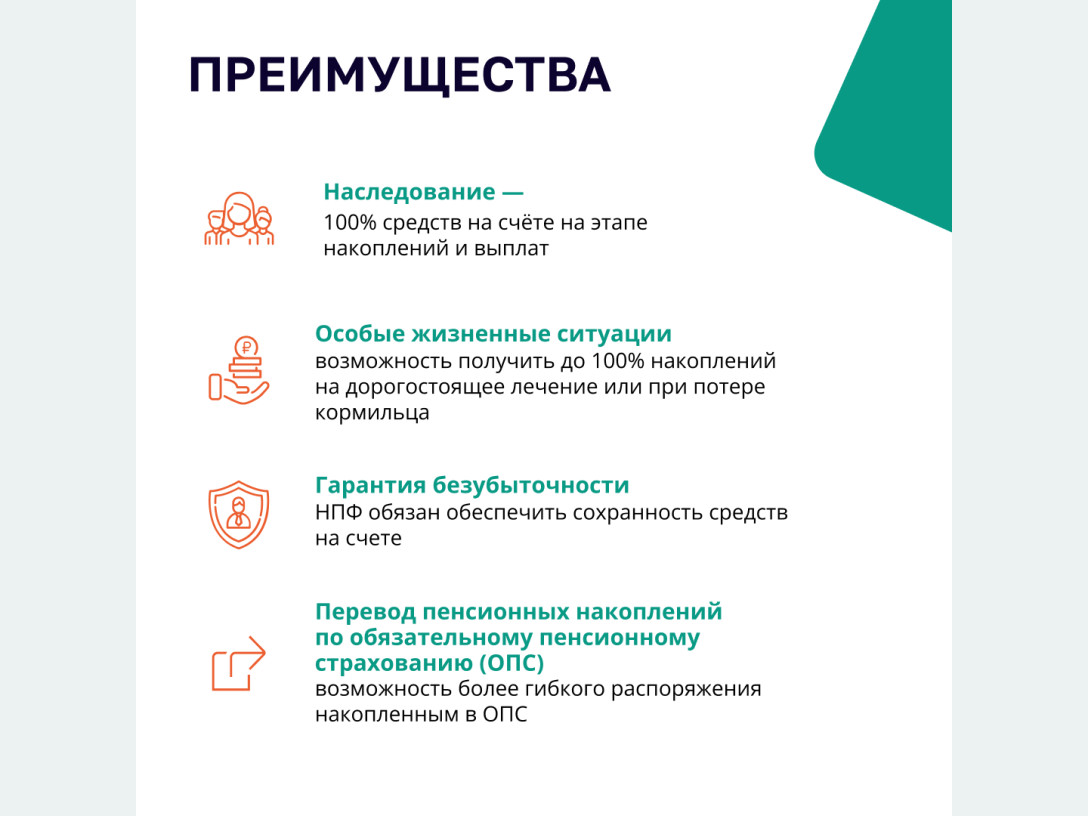 ПРЕИМУЩЕСТВА
Наследование —
100% средств на счёте на этапе
накоплений и выплат
Особые жизненные ситуации
возможность получить до 100% накоплений
на дорогостоящее лечение или при потере
кормильца
Гарантия безубыточности
НПФ обязан обеспечить сохранность средств
на счете
Перевод пенсионных накоплений
по обязательному пенсионному
страхованию (ОПС)
возможность более гибкого распоряжения
накопленным в ОПС